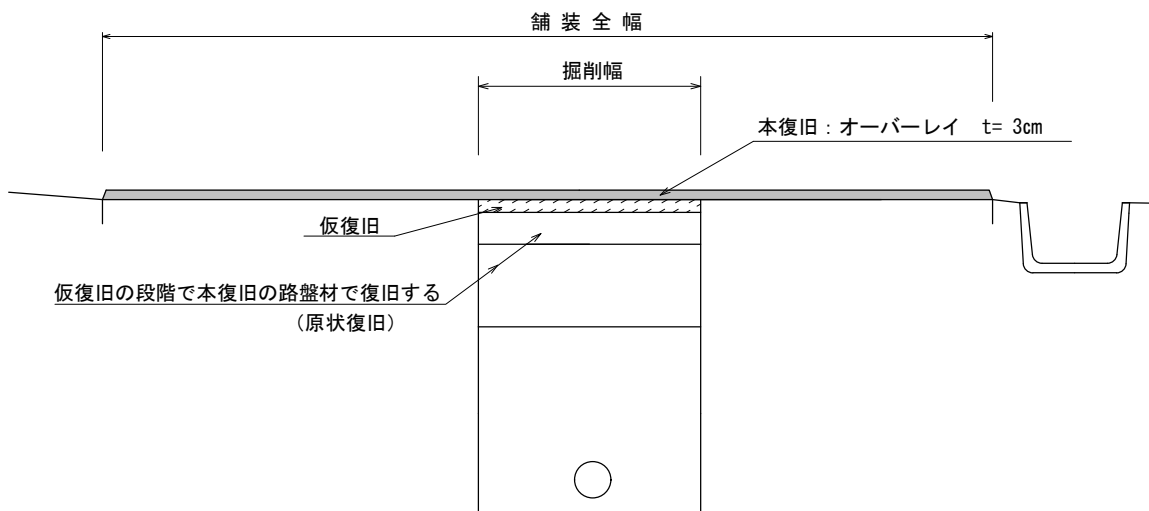 舗装全幅
掘削幅
本復旧：オーバーレイ　t= 3㎝
仮復旧
仮復旧の段階で本復旧の路盤材で復旧する
（原状復旧）